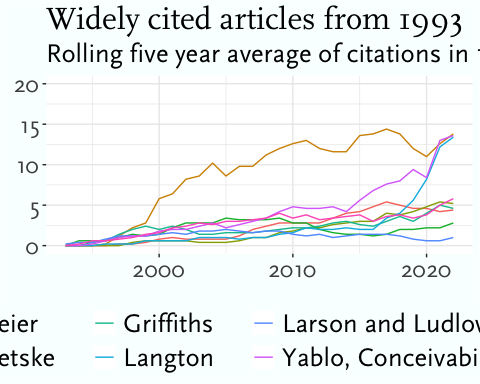 Widely cited articles from 1993
Rolling five year average of citations in
20
15
10
5
0
2000 2010 2020
eier Griffiths Larson and Ludlow
etske Langton Yablo, Conceivabi